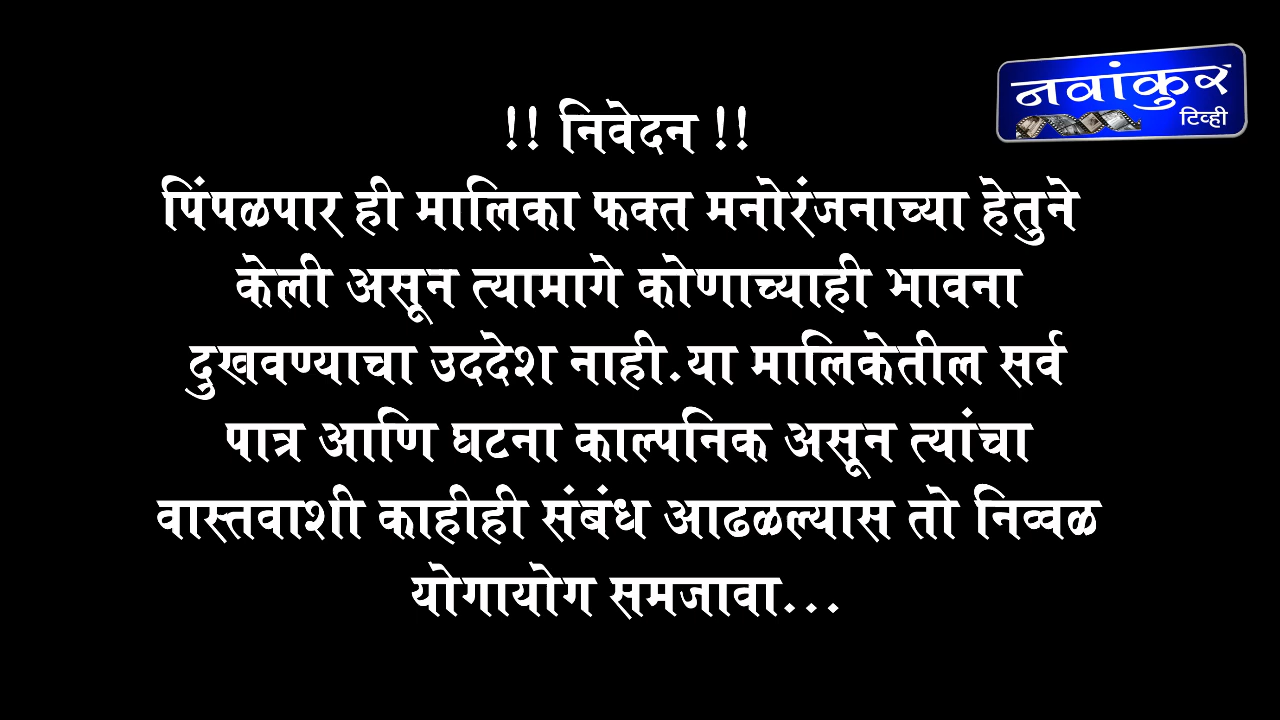 नवांकुर
टिव्ही
!! निवेदन !!
पिंपळपार ही मालिका फक्त मनोरंजनाच्या हेतुने
केली असून त्यामागे कोणाच्याही भावना
दुखवण्याचा उददेश नाही.या मालिकेतील सर्व
पात्र आणि घटना काल्पनिक असून त्यांचा
वास्तवाशी काहीही संबंध आढळल्यास तो निव्वळ
योगायोग समजावा...